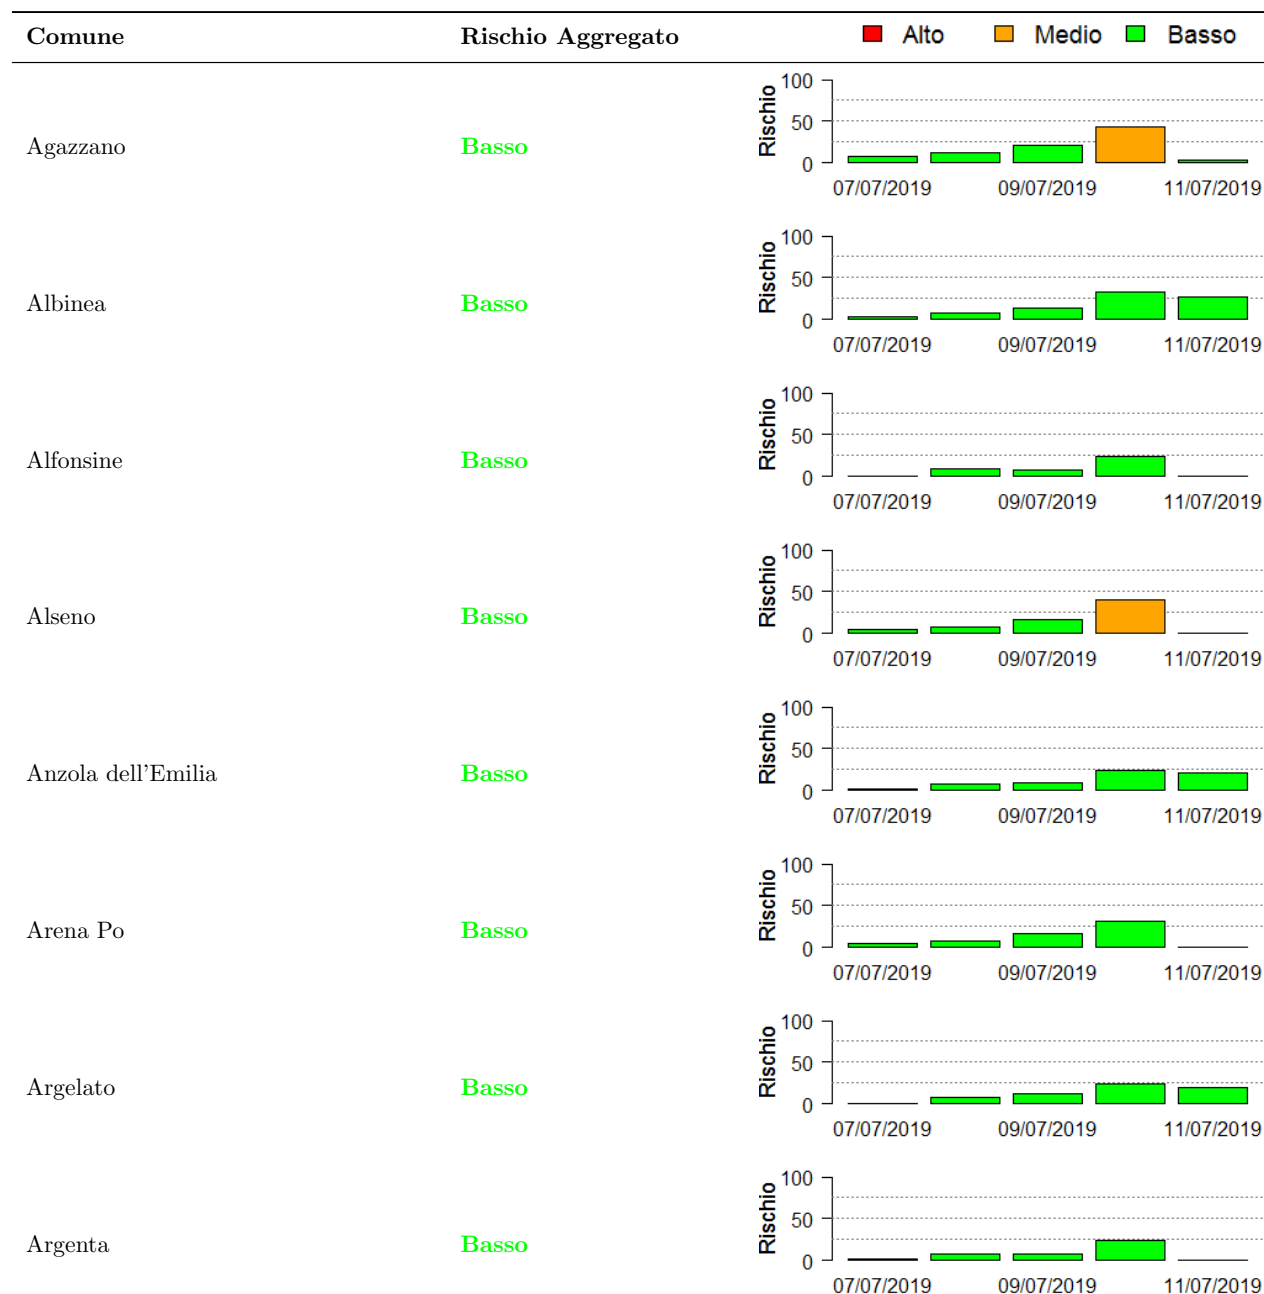 Comune Rischio Aggregato Alto Medio Basso
Agazzano Basso Rischio 100 50 0
07/07/2019 09/07/2019 11/07/2019
Albinea Basso Rischio 100 50 0
07/07/2019 09/07/2019 11/07/2019
Alfonsine Basso Rischio 100 50 0
07/07/2019 09/07/2019 11/07/2019
Alseno Basso Rischio 100 50 0
07/07/2019 09/07/2019 11/07/2019
Anzola dell'Emilia Basso Rischio 100 50 0
07/07/2019 09/07/2019 11/07/2019
Arena Po Basso Rischio 100 50 0
07/07/2019 09/07/2019 11/07/2019
Argelato Basso Rischio 100 50 0
07/07/2019 09/07/2019 11/07/2019
Argenta Basso Rischio 100 50 0
07/07/2019 09/07/2019 11/07/2019